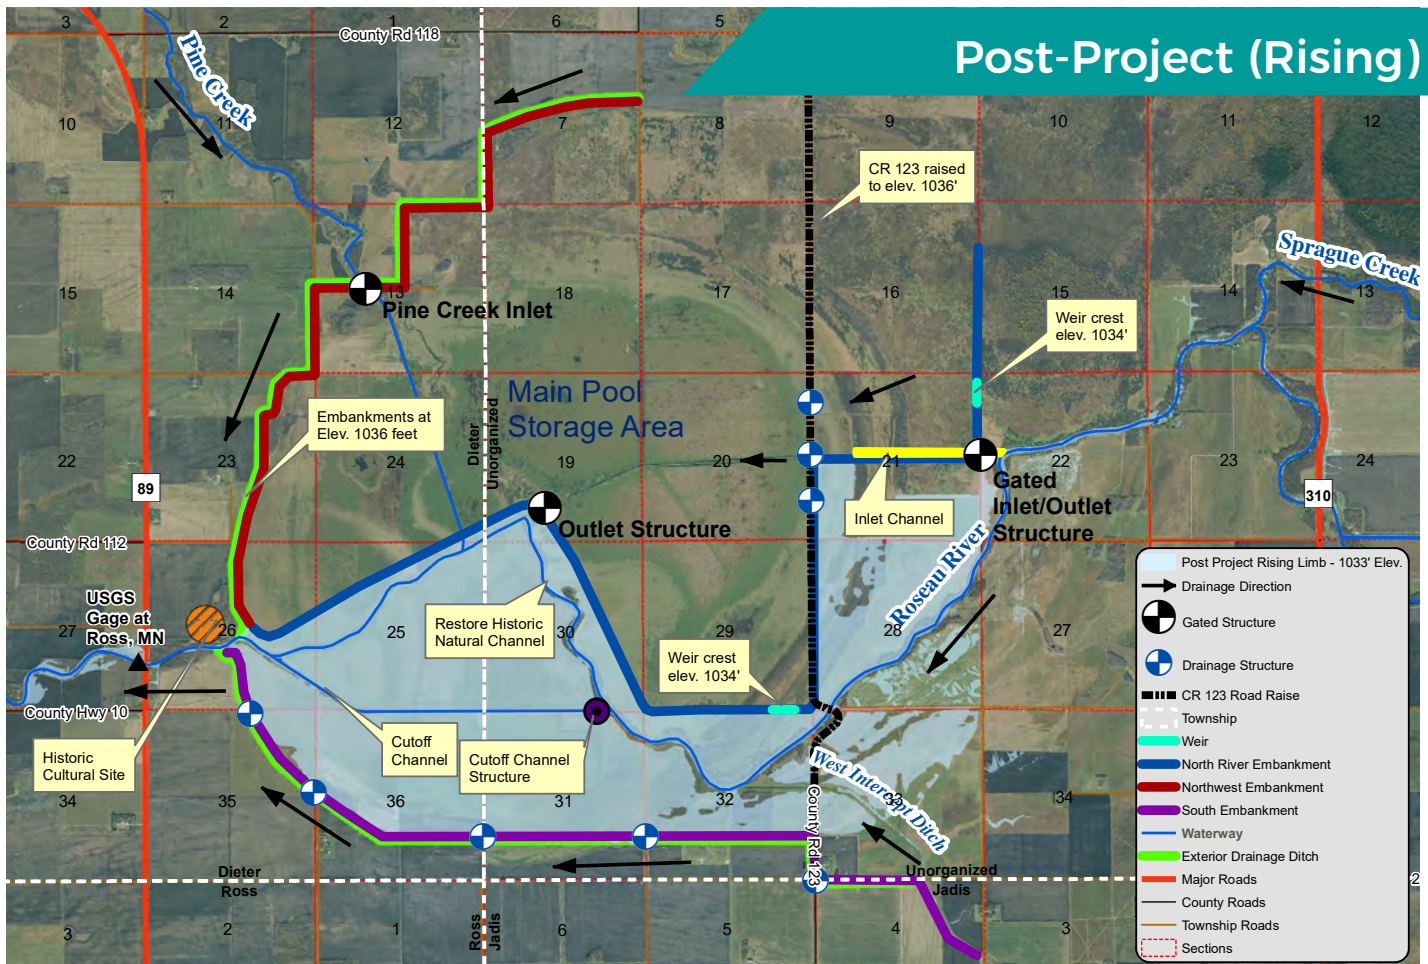 Post-Project (Rising)
3
2
1
6
5
County Rd 118
Pine Creek
10
11
12
7
8
9
10
11
12
CR 123 raised
to elev. 1036'
Sprague Creek
15
14
13
18
17
16
15
14
13
Pine Creek Inlet
Weir crest
elev. 1034'
Main Pool
Storage Area
Embankments at
Elev. 1036 feet
Dieter
Unorganized
22
23
24
19
20
21
22
23
24
89
310
Gated
Inlet/Outlet
Structure
Inlet Channel
Outlet Structure
County Rd 112
Roseau River
USGS
Gage at
Ross, MN
27
26
25
30
29
28
27
Restore Historic
Natural Channel
Weir crest
elev. 1034'
County Hwy 10
Historic
Cultural Site
Cutoff
Channel
Cutoff Channel
Structure
West Intercept Ditch
34
35
36
31
32
33
34
County Rd 123
Dieter
Ross
Unorganized
Jadis
2
Ross
Jadis
3
2
1
6
5
4
3
Post Project Rising Limb - 1033' Elev.
Drainage Direction
Gated Structure
Drainage Structure
CR 123 Road Raise
Township
Weir
North River Embankment
Northwest Embankment
South Embankment
Waterway
Exterior Drainage Ditch
Major Roads
County Roads
Township Roads
Sections